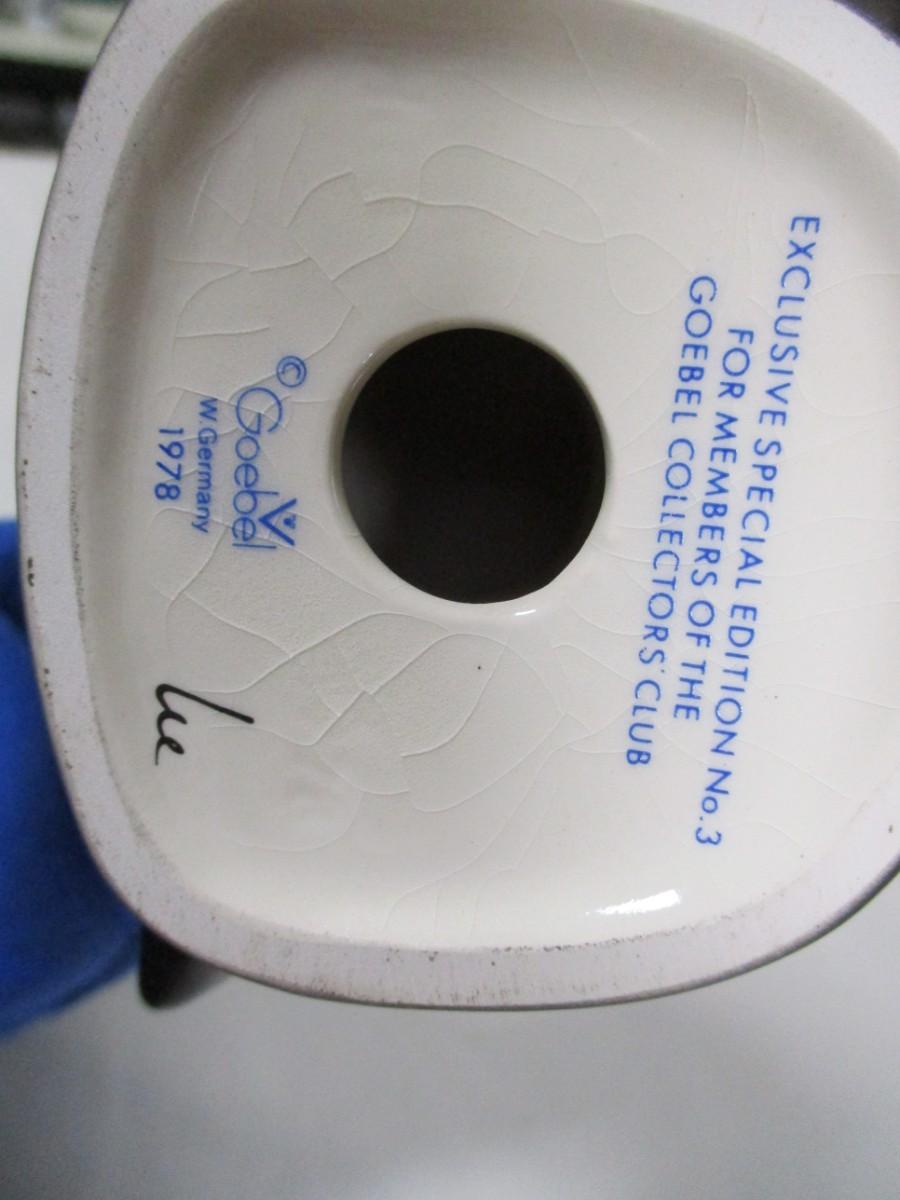 EXCLUSIVE SPECIAL EDITION No.3
FOR MEMBERS OF THE
GOEBEL COLLECTORS' CLUB
© Goebel
W.Germany
1978